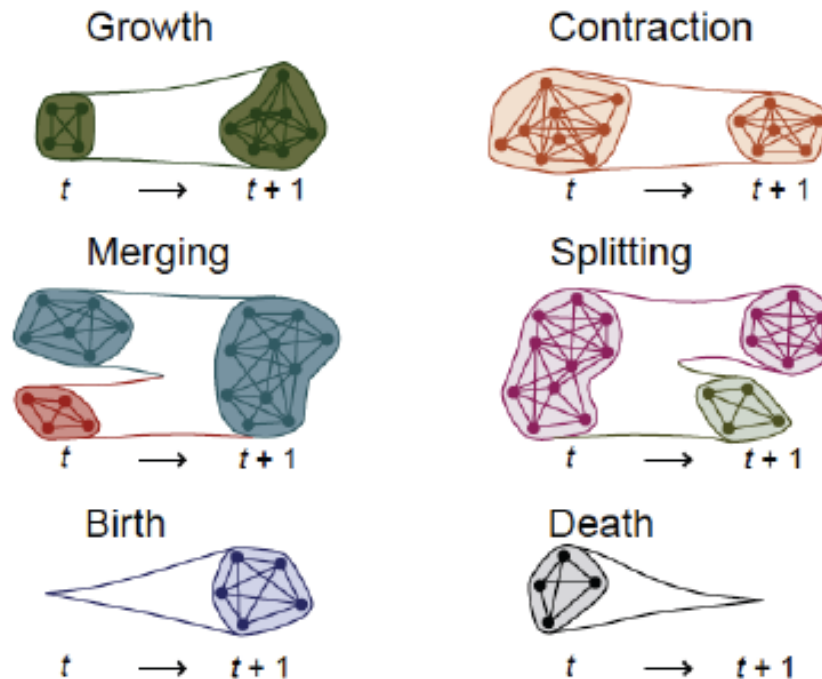 Growth
t → t + 1
Contraction
t → t + 1
Merging
t → t + 1
Splitting
t → t + 1
Birth
t → t + 1
Death
t → t + 1